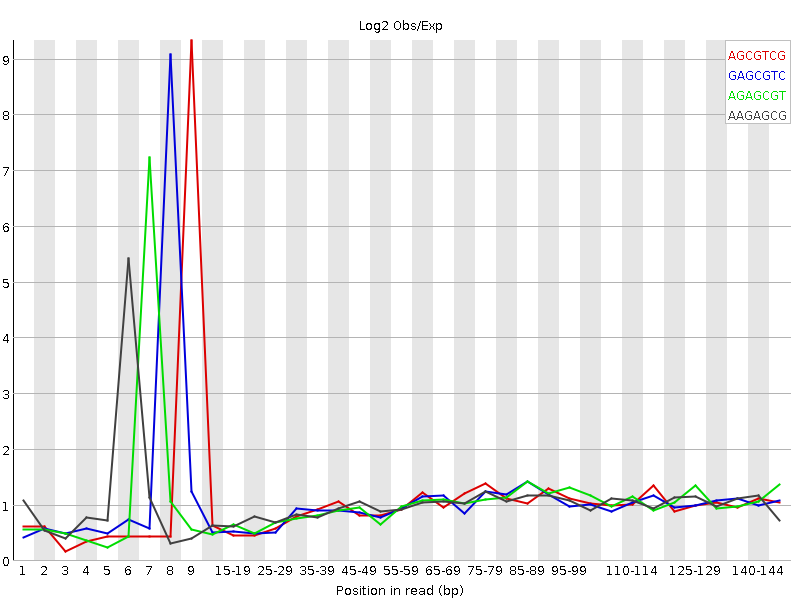 Log2 Obs/Exp
AGCGTCG
GAGCGTC
AGAGCGT
AAGAGCG
9
8
7
6
5
4
3
2
1
0
1 2 3 4 5 6 7 8 9 15-19 25-29 35-39 45-49 55-59 65-69 75-79 85-89 95-99 110-114 125-129 140-144
Position in read (bp)